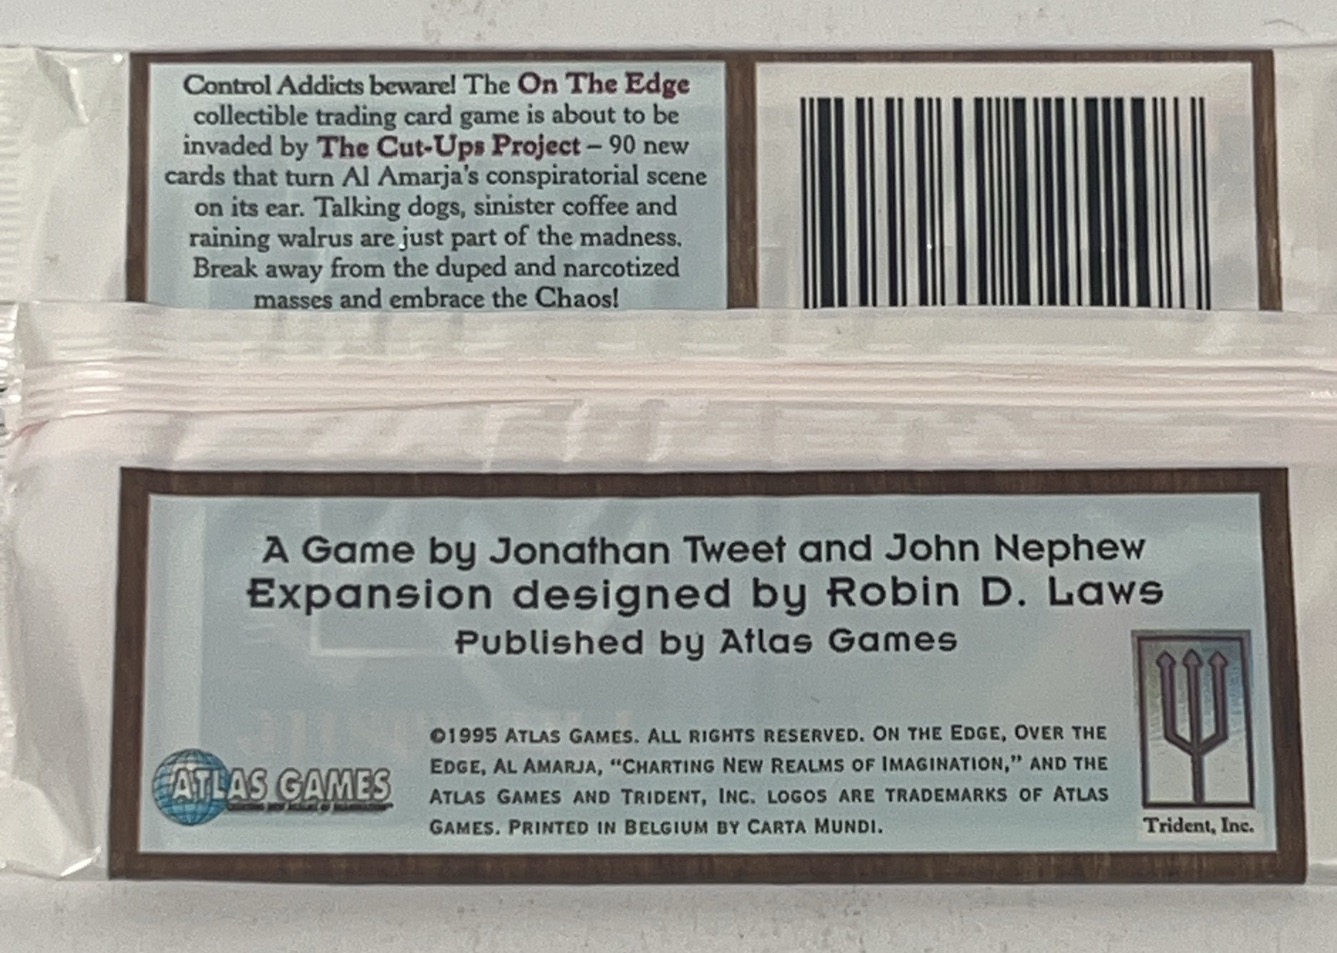 Control Addicts beware! The On The Edge
collectible trading card game is about to be
invaded by The Cut-Ups Project – 90 new
cards that turn Al Amarja's conspiratorial scene
on its ear. Talking dogs, sinister coffee and
raining walrus are just part of the madness.
Break away from the duped and narcotized
masses and embrace the Chaos!
A Game by Jonathan Tweet and John Nephew
Expansion designed by Robin D. Laws
Published by Atlas Games
©1995 ATLAS GAMES. ALL RIGHTS RESERVED. ON THE EDGE, OVER THE
EDGE, AL AMARJA, “CHARTING NEW REALMS OF IMAGINATION,” AND THE
ATLAS GAMES AND TRIDENT, INC. LOGOS ARE TRADEMARKS OF ATLAS
GAMES. PRINTED IN BELGIUM BY CARTA MUNDI.
ATLAS GAMES
Trident, Inc.